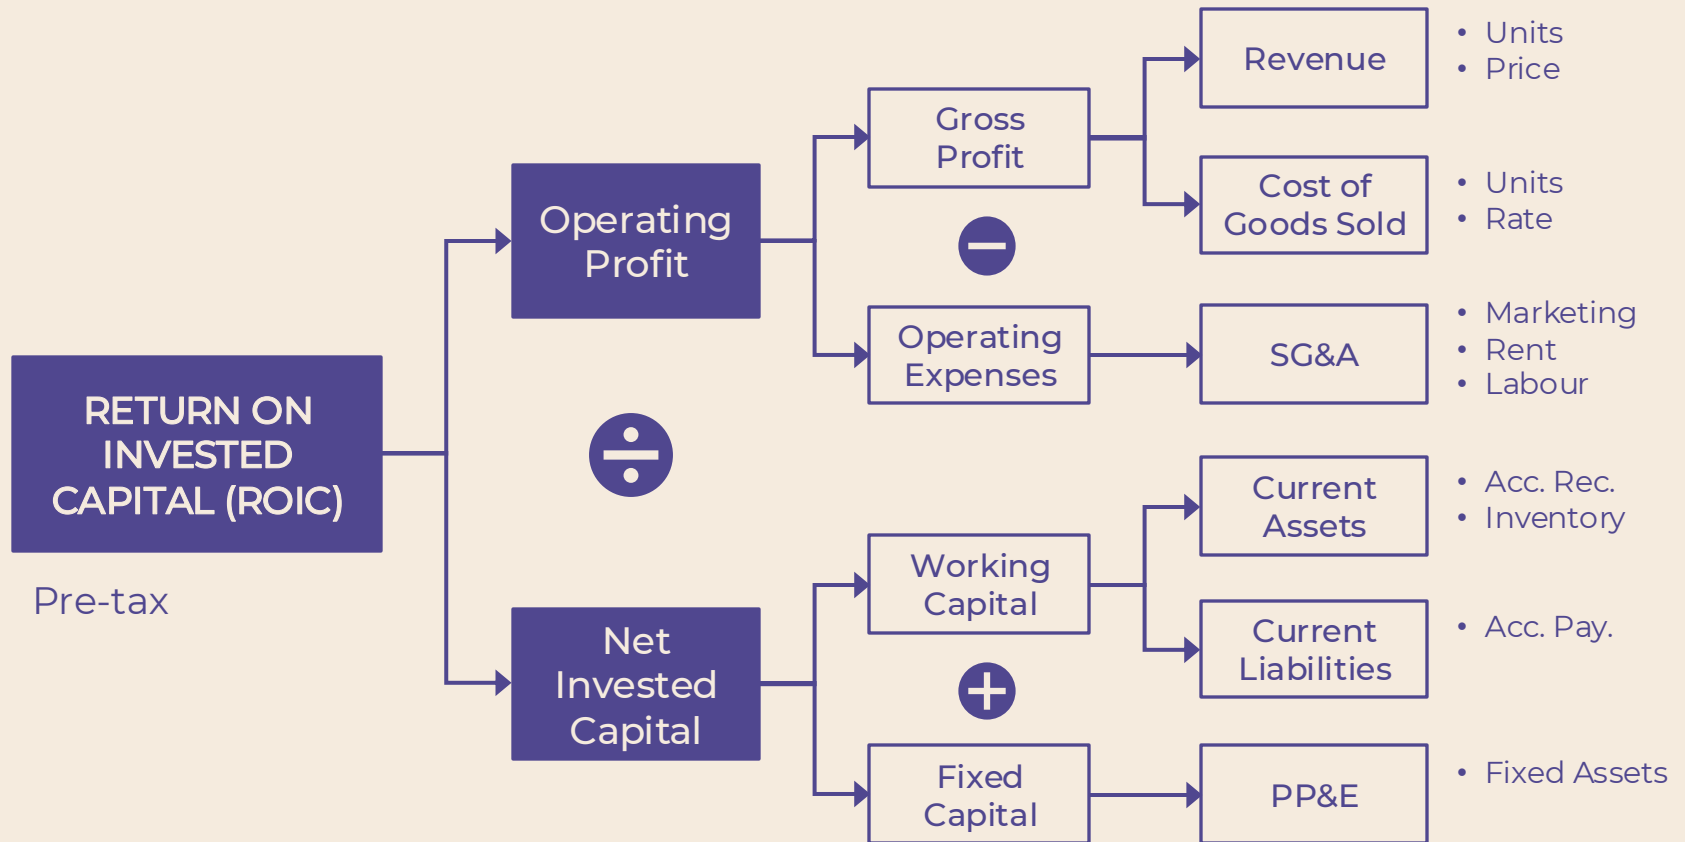 RETURN ON
INVESTED
CAPITAL (ROIC)
Pre-tax
Operating
Profit
Net
Invested
Capital
Gross
Profit
Operating
Expenses
Working
Capital
Fixed
Capital
Revenue
• Units
• Price
Cost of
Goods Sold
• Units
• Rate
SG&A
• Marketing
• Rent
• Labour
Current
Assets
• Acc. Rec.
• Inventory
Current
Liabilities
• Acc. Pay.
PP&E
• Fixed Assets